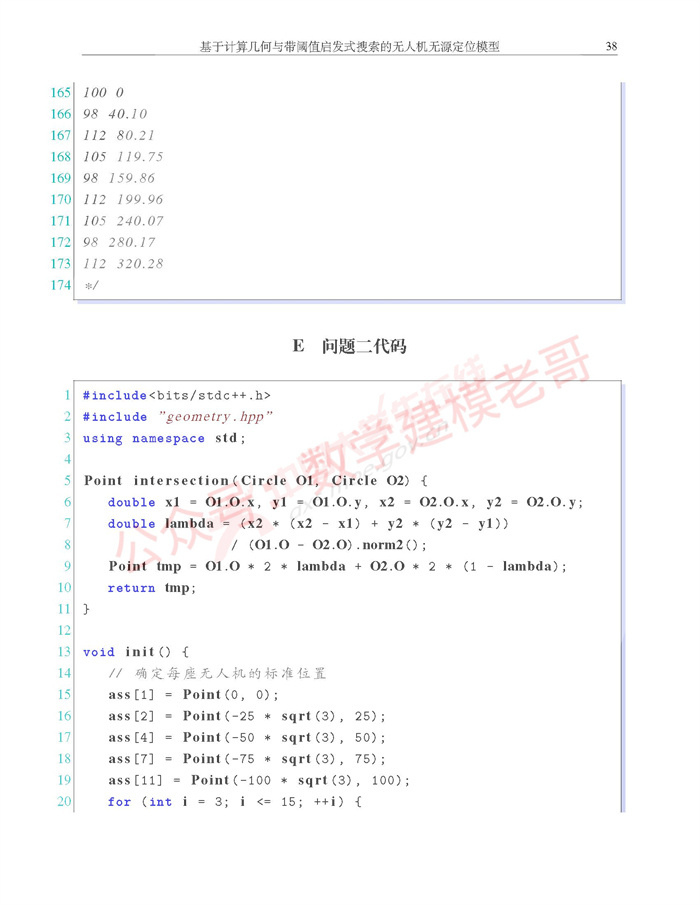 基于计算几何与带阈值启发式搜索的无人机无源定位模型 38
165 100 0
166 98 40.10
167 112 80.21
168 105 119.75
169 98 159.86
170 112 199.96
171 105 240.07
172 98 280.17
173 112 320.28
174 */
E 问题二代码
1 #include<bits/stdc++.h>
2 #include "geometry.hpp"
3 using namespace std;
4
5 Point intersection(Circle O1, Circle O2) {
6 double x1 = O1.O.x, y1 = O1.O.y, x2 = O2.O.x, y2 = O2.O.y;
7 double lambda = (x2 * (x2 - x1) + y2 * (y2 - y1))
8 / (O1.O - O2.O).norm2();
9 Point tmp = O1.O * 2 * lambda + O2.O * 2 * (1 - lambda);
10 return tmp;
11 }
12
13 void init() {
14 // 确定每座无人机的标准位置
15 ass[1] = Point(0, 0);
16 ass[2] = Point(-25 * sqrt(3), 25);
17 ass[4] = Point(-50 * sqrt(3), 50);
18 ass[7] = Point(-75 * sqrt(3), 75);
19 ass[11] = Point(-100 * sqrt(3), 100);
20 for (int i = 3; i <= 15; ++i) {
公众号:数学建模老哥